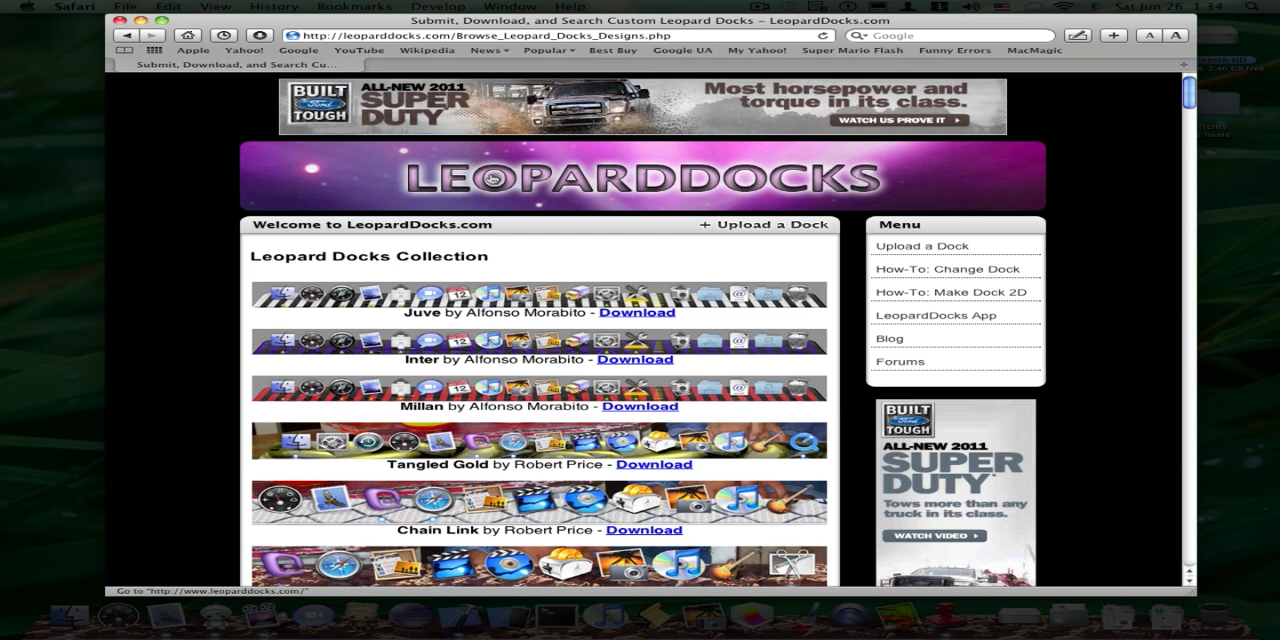 Safari File Edit View History Bookmarks Develop Window Help
Sat Jun 26 1 34
Submit, Download, and Search Custom Leopard Docks – LeopardDocks.com
http://leoparddocks.com/Browse_Leopard_Docks_Designs.php
Google
A A
Apple Yahoo! Google YouTube Wikipedia News Popular Best Buy Google UA My Yahoo! Super Mario Flash Funny Errors MacMagic
Submit, Download, and Search Cu...
BUILT Ford TOUGH
ALL-NEW 2011
SUPER
DUTY
Most horsepower and
torque in its class.
WATCH US PROVE IT
LEOPARDDOCKS
Welcome to LeopardDocks.com
+ Upload a Dock
Leopard Docks Collection
12
Juve by Alfonso Morabito - Download
12
Inter by Alfonso Morabito - Download
12
Millan by Alfonso Morabito - Download
Tangled Gold by Robert Price - Download
Chain Link by Robert Price - Download
Menu
Upload a Dock
How-To: Change Dock
How-To: Make Dock 2D
LeopardDocks App
Blog
Forums
BUILT
Ford
TOUGH
ALL-NEW 2011
SUPER
DUTY
Tows more than any
truck in its class.
WATCH VIDEO
Go to "http://www.leoparddocks.com/"